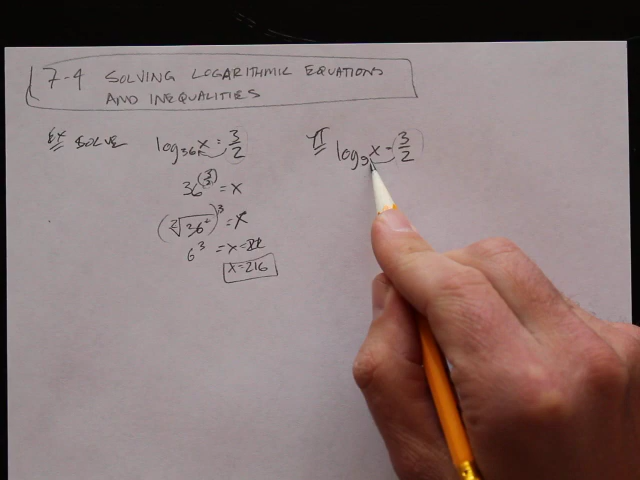 7-4 SOLVING LOGARITHMIC EQUATIONS
AND INEQUALITIES
EX SOLVE log₃₆ x = 3/2
36^(3/2) = x
(²√36)³ = x
6³ = x =
x=216
YT log₉ x = 3/2